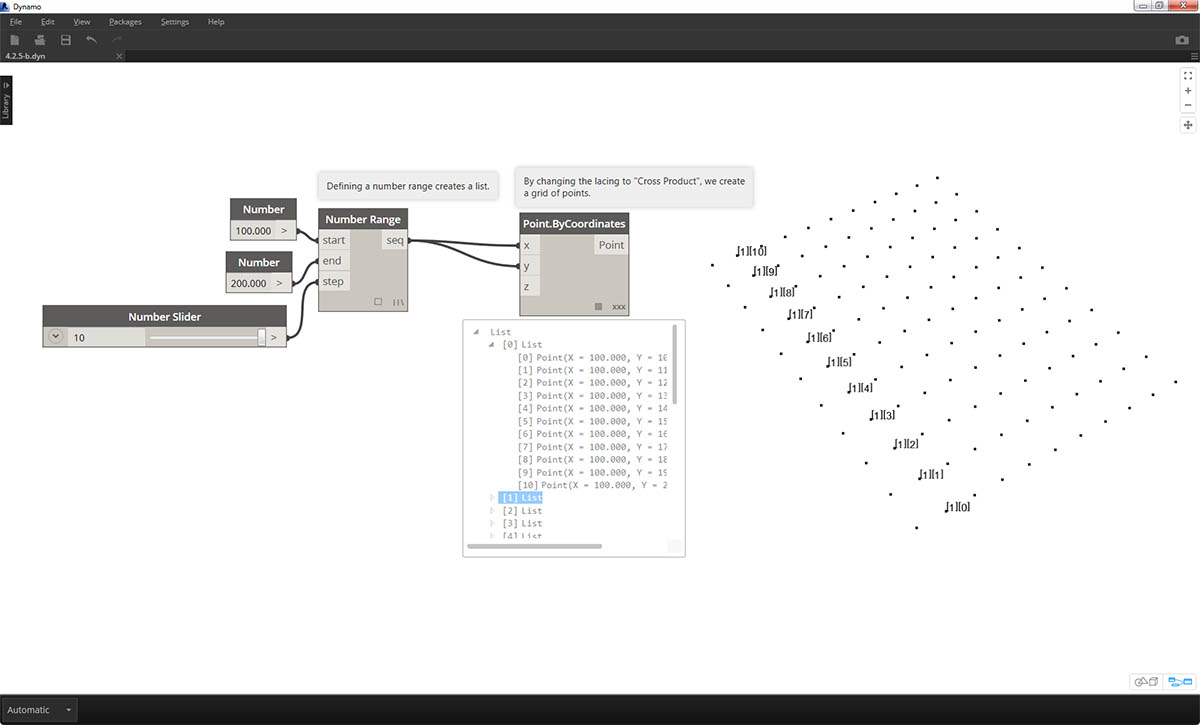 Dynamo
File Edit View Packages Settings Help
4.2.5-b.dyn
Library
Defining a number range creates a list.
By changing the lacing to "Cross Product", we create
a grid of points.
Number
100.000 >
Number
200.000 >
Number Slider
10 >
Number Range
start seq
end
step
Point.ByCoordinates
x Point
y
z
xxx
List
[0] List
[0] Point(X = 100.000, Y = 10
[1] Point(X = 100.000, Y = 11
[2] Point(X = 100.000, Y = 12
[3] Point(X = 100.000, Y = 13
[4] Point(X = 100.000, Y = 14
[5] Point(X = 100.000, Y = 15
[6] Point(X = 100.000, Y = 16
[7] Point(X = 100.000, Y = 17
[8] Point(X = 100.000, Y = 18
[9] Point(X = 100.000, Y = 19
[10] Point(X = 100.000, Y = 2
[1] List
[2] List
[3] List
[4] List
[1][10]
[1][9]
[1][8]
[1][7]
[1][6]
[1][5]
[1][4]
[1][3]
[1][2]
[1][1]
[1][0]
Automatic